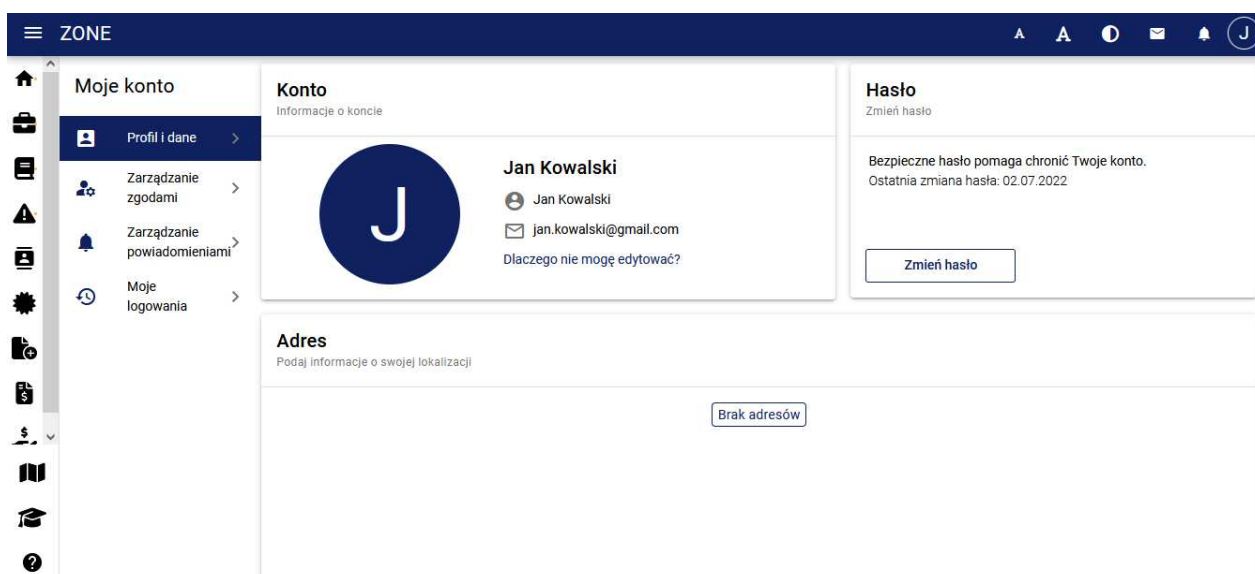 ZONE
A A
J
Moje konto
Profil i dane
Zarządzanie
zgodami
Zarządzanie
powiadomieniami
Moje
logowania
Konto
Informacje o koncie
J
Jan Kowalski
Jan Kowalski
jan.kowalski@gmail.com
Dlaczego nie mogę edytować?
Hasło
Zmień hasło
Bezpieczne hasło pomaga chronić Twoje konto.
Ostatnia zmiana hasła: 02.07.2022
Zmień hasło
Adres
Podaj informacje o swojej lokalizacji
Brak adresów